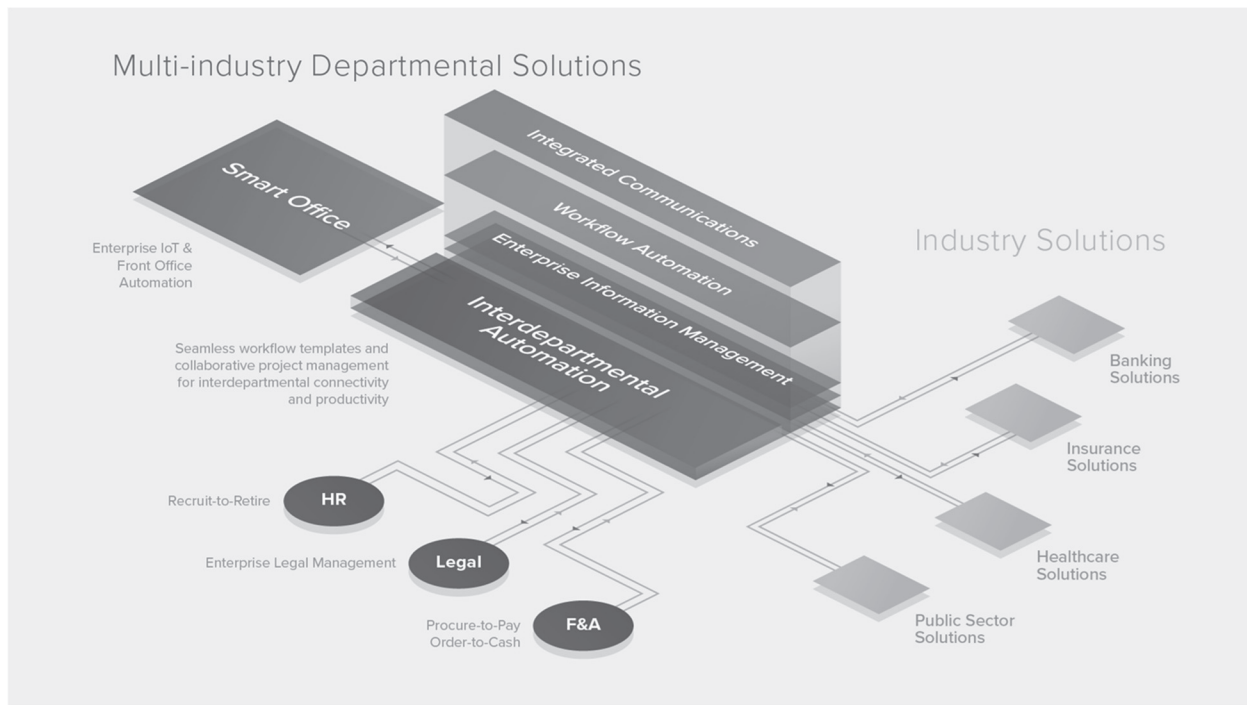 Multi-industry Departmental Solutions
Integrated Communications
Smart Office
Workflow Automation
Enterprise IoT &
Front Office
Automation
Enterprise Information Management
Interdepartmental
Automation
Seamless workflow templates and
collaborative project management
for interdepartmental connectivity
and productivity
Recruit-to-Retire
HR
Enterprise Legal Management
Legal
Procure-to-Pay
Order-to-Cash
F&A
Industry Solutions
Banking
Solutions
Insurance
Solutions
Healthcare
Solutions
Public Sector
Solutions